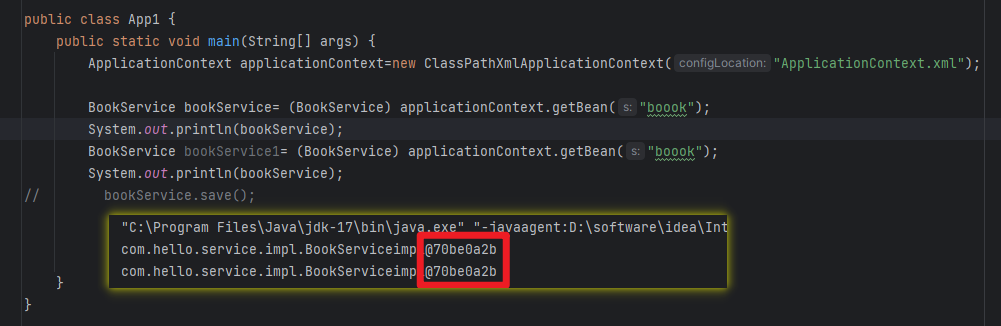 public class App1 {
public static void main(String[] args) {
ApplicationContext applicationContext=new ClassPathXmlApplicationContext( configLocation: "ApplicationContext.xml");
BookService bookService= (BookService) applicationContext.getBean( s: "boook");
System.out.println(bookService);
BookService bookService1= (BookService) applicationContext.getBean( s: "boook");
System.out.println(bookService);
// bookService.save();
"C:\Program Files\Java\jdk-17\bin\java.exe" "-javaagent:D:\software\idea\Int
com.hello.service.impl.BookServiceimpl@70be0a2b
com.hello.service.impl.BookServiceimpl@70be0a2b
}
}